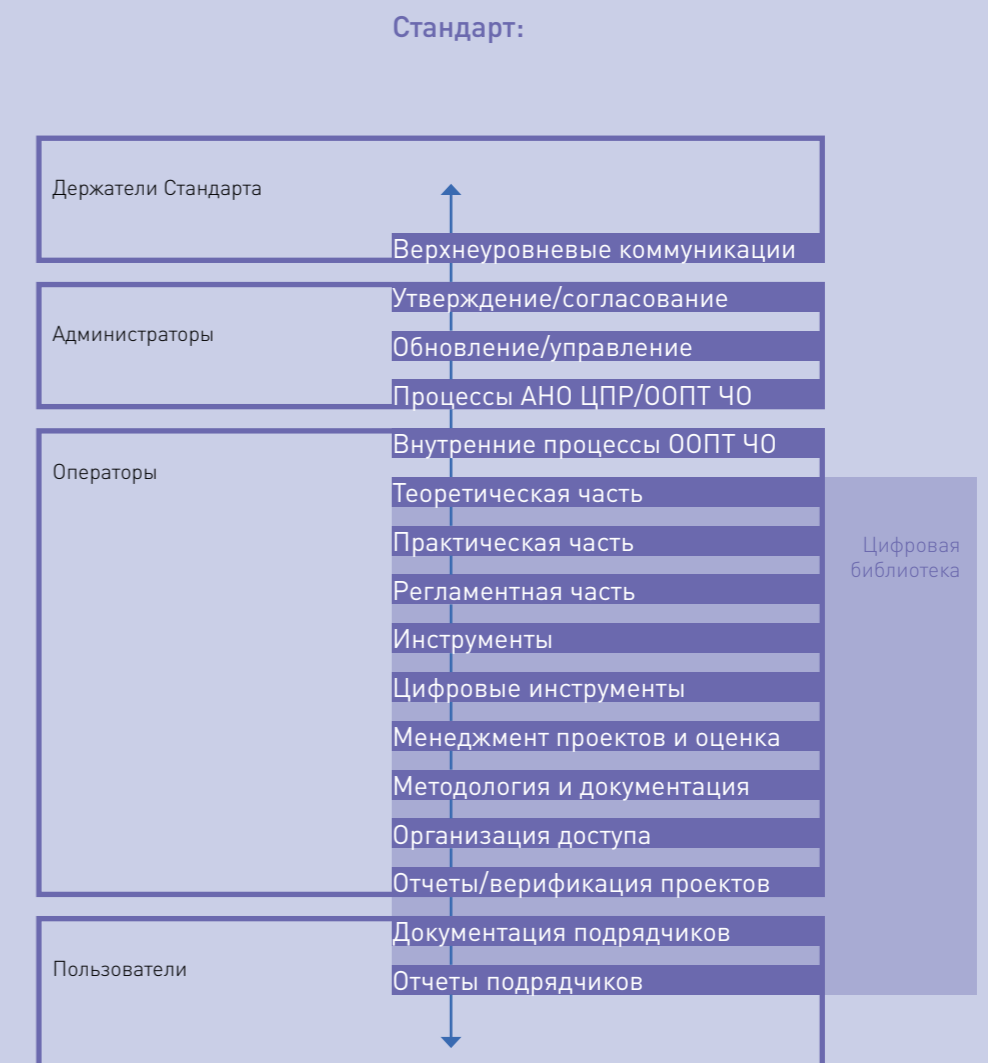 Стандарт:
Держатели Стандарта
Верхнеуровневые коммуникации
Администраторы
Утверждение/согласование
Обновление/управление
Процессы АНО ЦПР/ООПТ ЧО
Операторы
Внутренние процессы ООПТ ЧО
Теоретическая часть
Практическая часть
Регламентная часть
Инструменты
Цифровые инструменты
Менеджмент проектов и оценка
Методология и документация
Организация доступа
Отчеты/верификация проектов
Цифровая
библиотека
Пользователи
Документация подрядчиков
Отчеты подрядчиков